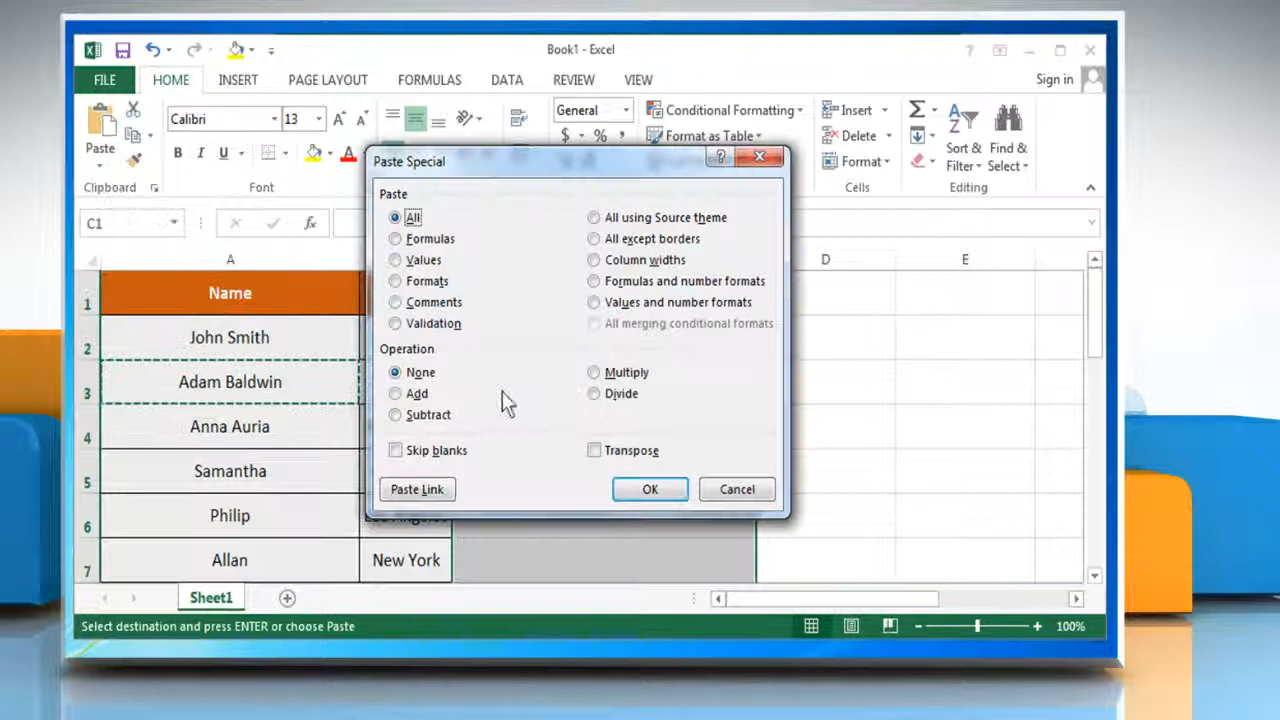 Book1 - Excel
FILE HOME INSERT PAGE LAYOUT FORMULAS DATA REVIEW VIEW Sign in
Paste
Calibri 13
General
Conditional Formatting
Format as Table
Insert
Delete
Format
Sort & Filter
Find & Select
Clipboard Font Cells Editing
C1
Paste Special
Paste
All
Formulas
Values
Formats
Comments
Validation
All using Source theme
All except borders
Column widths
Formulas and number formats
Values and number formats
All merging conditional formats
Operation
None
Add
Subtract
Multiply
Divide
Skip blanks
Transpose
Paste Link OK Cancel
A D E
1 Name
2 John Smith
3 Adam Baldwin
4 Anna Auria
5 Samantha
6 Philip
7 Allan New York
Sheet1
Select destination and press ENTER or choose Paste
100%